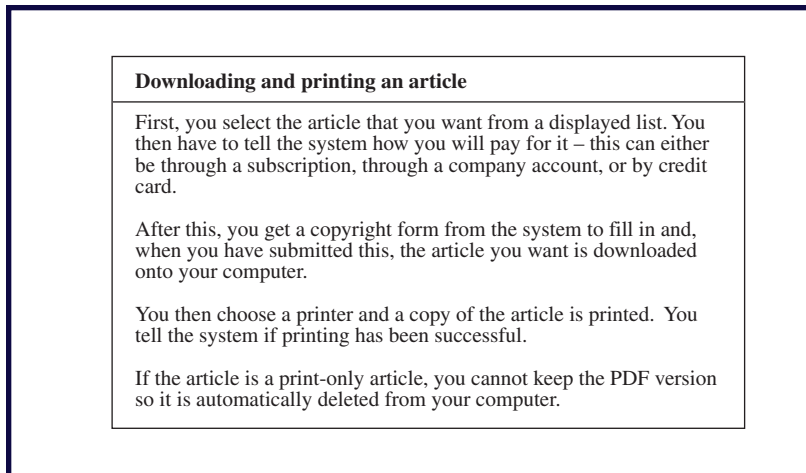 Downloading and printing an article
First, you select the article that you want from a displayed list. You
then have to tell the system how you will pay for it – this can either
be through a subscription, through a company account, or by credit
card.
After this, you get a copyright form from the system to fill in and,
when you have submitted this, the article you want is downloaded
onto your computer.
You then choose a printer and a copy of the article is printed. You
tell the system if printing has been successful.
If the article is a print-only article, you cannot keep the PDF version
so it is automatically deleted from your computer.